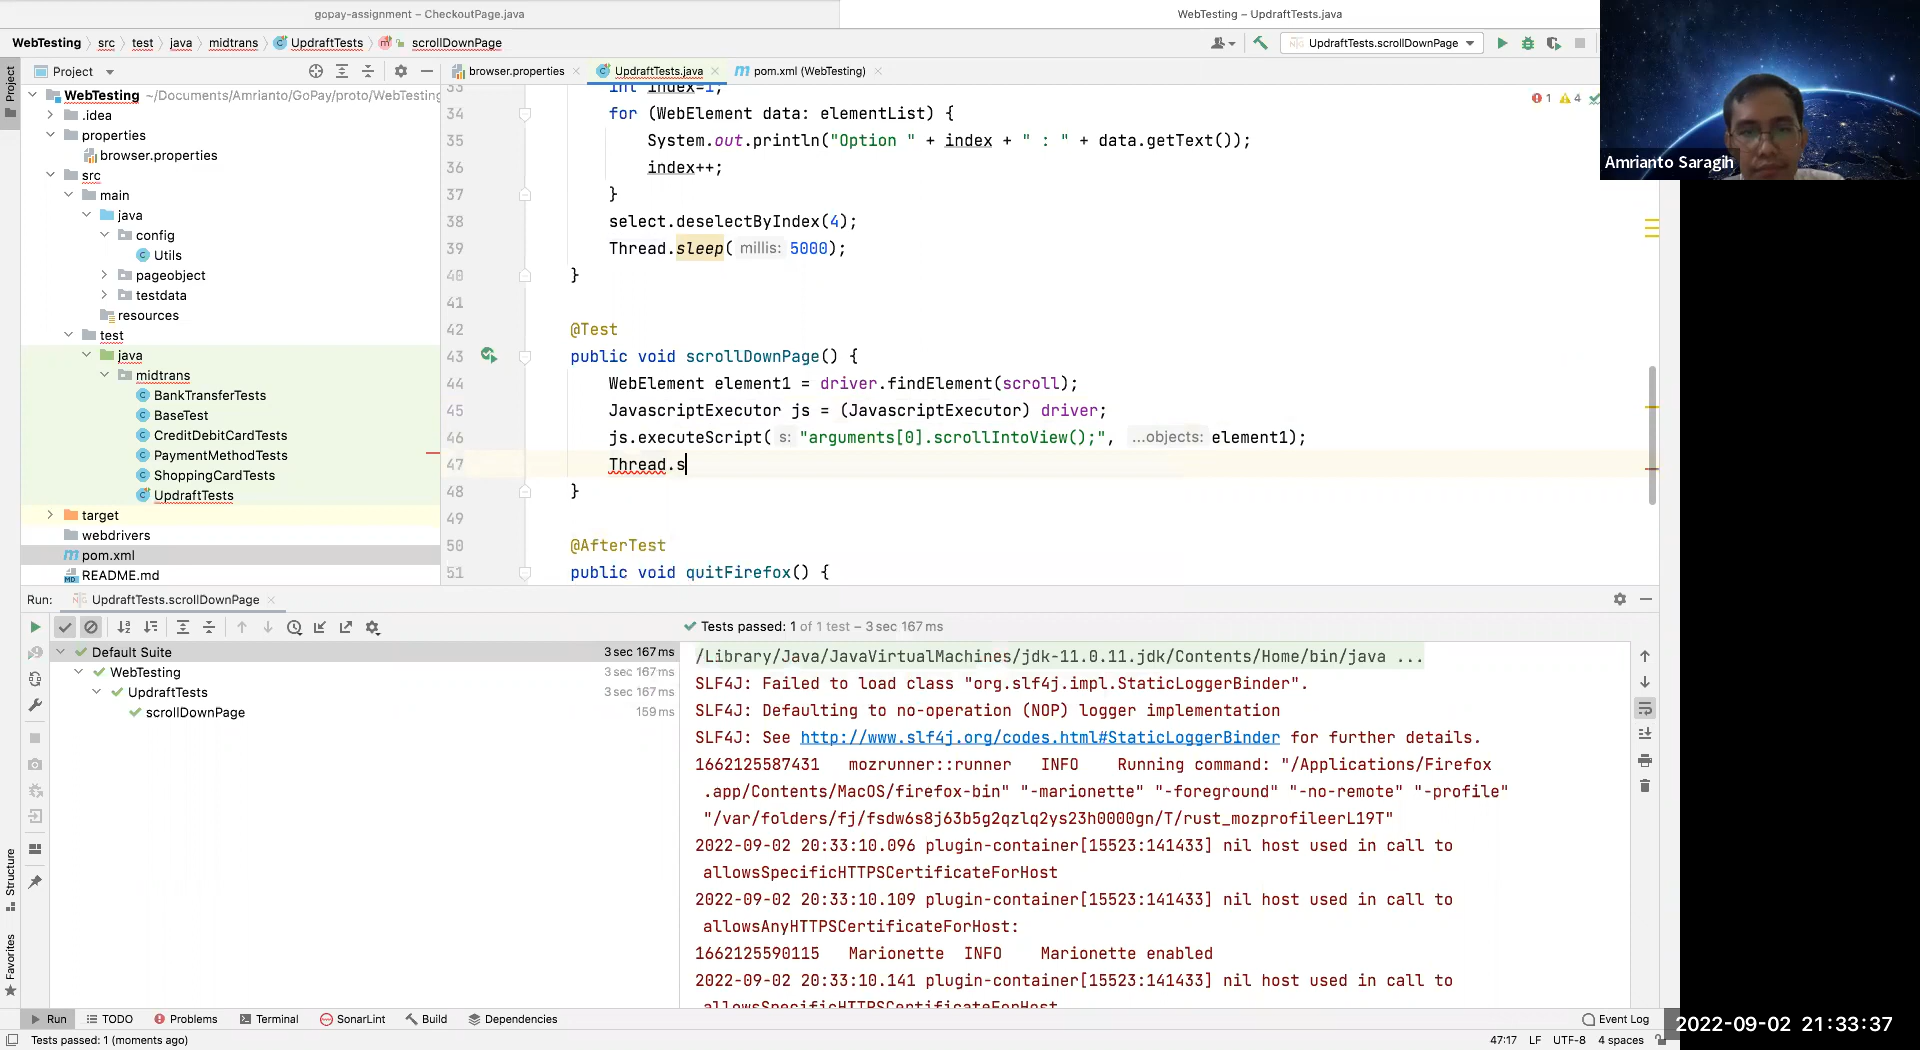 gopay-assignment – CheckoutPage.java
WebTesting – UpdraftTests.java
WebTesting src test java midtrans UpdraftTests scrollDownPage
UpdraftTests.scrollDownPage
Project
browser.properties
UpdraftTests.java
pom.xml (WebTesting)
Project
WebTesting ~/Documents/Amrianto/GoPay/proto/WebTesting
.idea
properties
browser.properties
src
main
java
config
Utils
pageobject
testdata
resources
test
java
midtrans
BankTransferTests
BaseTest
CreditDebitCardTests
PaymentMethodTests
ShoppingCardTests
UpdraftTests
target
webdrivers
pom.xml
README.md
33 int index=1;
34 for (WebElement data: elementList) {
35 System.out.println("Option " + index + " : " + data.getText());
36 index++;
37 }
38 select.deselectByIndex(4);
39 Thread.sleep( millis: 5000);
40 }
41
42 @Test
43 public void scrollDownPage() {
44 WebElement element1 = driver.findElement(scroll);
45 JavascriptExecutor js = (JavascriptExecutor) driver;
46 js.executeScript( s: "arguments[0].scrollIntoView();", ...objects: element1);
47 Thread.s
48 }
49
50 @AfterTest
51 public void quitFirefox() {
1 4
Amrianto Saragih
Run: UpdraftTests.scrollDownPage
Tests passed: 1 of 1 test – 3 sec 167 ms
Default Suite 3 sec 167 ms
WebTesting 3 sec 167 ms
UpdraftTests 3 sec 167 ms
scrollDownPage 159 ms
/Library/Java/JavaVirtualMachines/jdk-11.0.11.jdk/Contents/Home/bin/java ...
SLF4J: Failed to load class "org.slf4j.impl.StaticLoggerBinder".
SLF4J: Defaulting to no-operation (NOP) logger implementation
SLF4J: See http://www.slf4j.org/codes.html#StaticLoggerBinder for further details.
1662125587431 mozrunner::runner INFO Running command: "/Applications/Firefox
.app/Contents/MacOS/firefox-bin" "-marionette" "-foreground" "-no-remote" "-profile"
"/var/folders/fj/fsdw6s8j63b5g2qzlq2ys23h0000gn/T/rust_mozprofileerL19T"
2022-09-02 20:33:10.096 plugin-container[15523:141433] nil host used in call to
allowsSpecificHTTPSCertificateForHost
2022-09-02 20:33:10.109 plugin-container[15523:141433] nil host used in call to
allowsAnyHTTPSCertificateForHost:
1662125590115 Marionette INFO Marionette enabled
2022-09-02 20:33:10.141 plugin-container[15523:141433] nil host used in call to
allowsSpecificHTTPSCertificateForHost
Structure
Favorites
Run TODO Problems Terminal SonarLint Build Dependencies
Event Log
Tests passed: 1 (moments ago)
47:17 LF UTF-8 4 spaces
2022-09-02 21:33:37